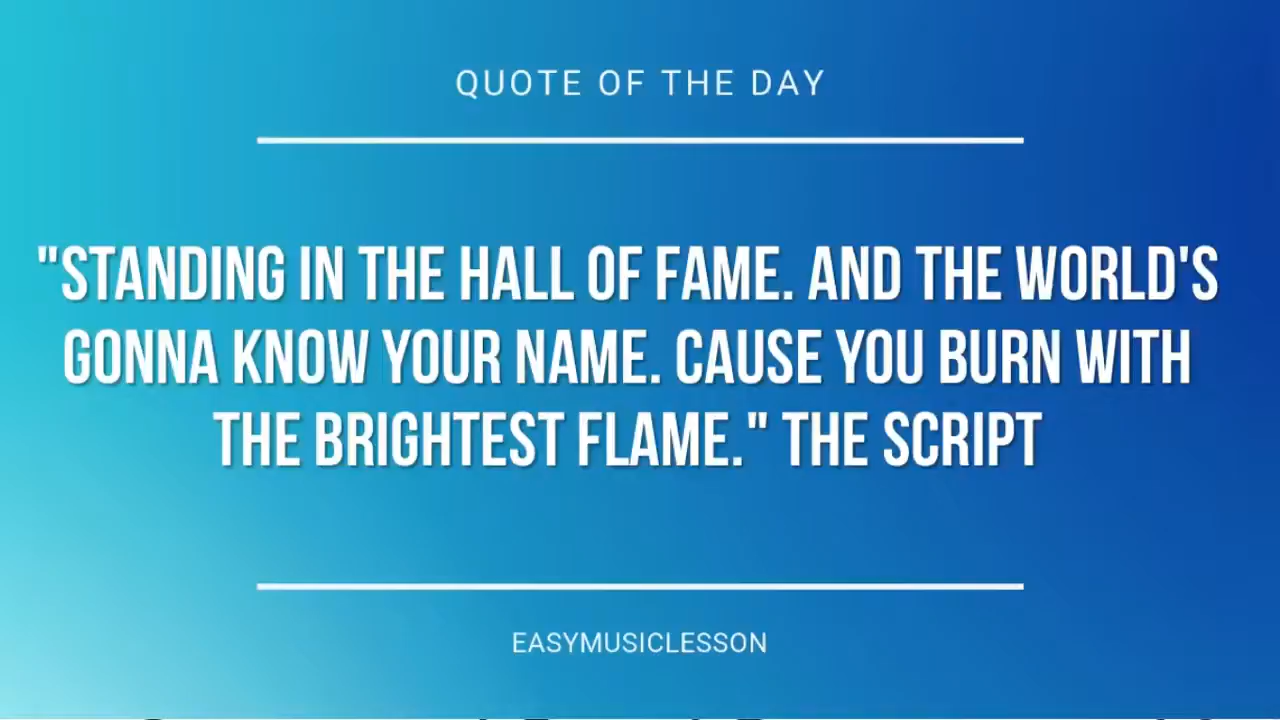 QUOTE OF THE DAY
"STANDING IN THE HALL OF FAME. AND THE WORLD'S
GONNA KNOW YOUR NAME. CAUSE YOU BURN WITH
THE BRIGHTEST FLAME." THE SCRIPT
EASYMUSICLESSON